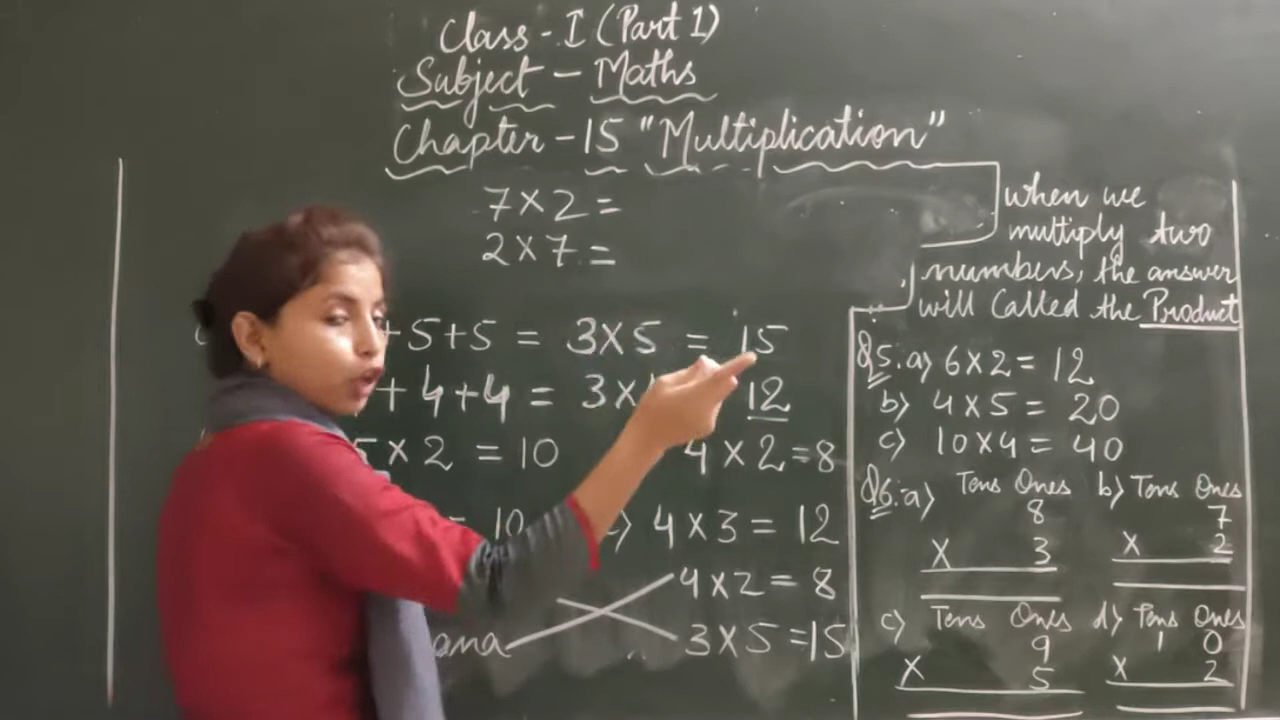 Class - I (Part 1)
Subject - Maths
Chapter - 15 "Multiplication"
7 X 2 =
2 X 7 =
+ 5 + 5 = 3 X 5 = 15
+ 4 + 4 = 3 X 12
5 X 2 = 10
4 X 2 = 8
= 10
) 4 X 3 = 12
4 X 2 = 8
ana
3 X 5 = 15
when we
multiply two
numbers, the answer
will Called the Product
Q5. a) 6 X 2 = 12
b) 4 X 5 = 20
c) 10 X 4 = 40
Q6. a) Tens Ones
8
X 3
b) Tens Ones
7
X 2
c) Tens Ones
9
X 5
d) Tens Ones
1 0
X 2